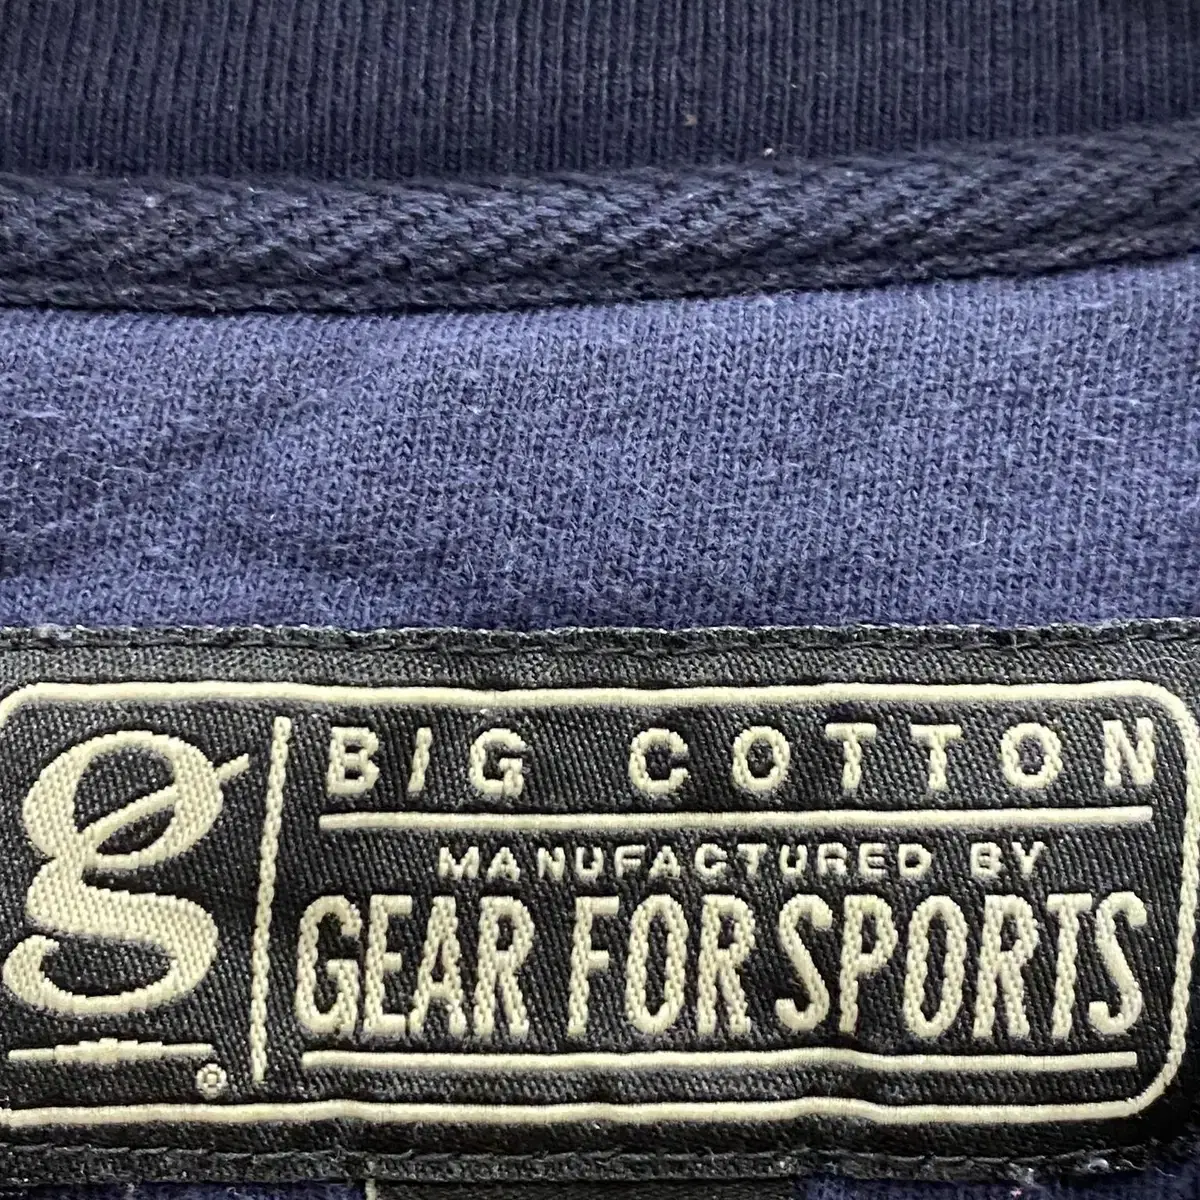 g
®
BIG COTTON
MANUFACTURED BY
GEAR FOR SPORTS